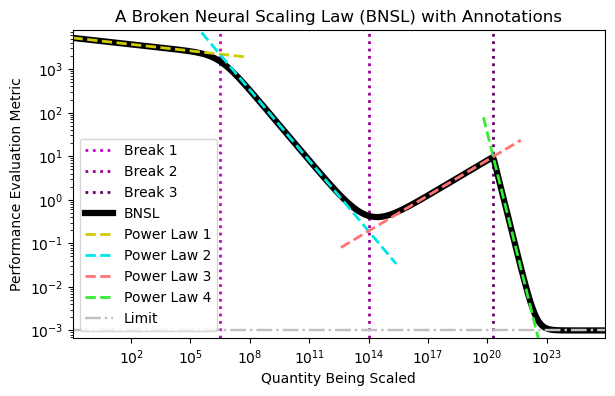 A Broken Neural Scaling Law (BNSL) with Annotations
Performance Evaluation Metric
10³
10²
10¹
10⁰
10⁻¹
10⁻²
10⁻³
Break 1
Break 2
Break 3
BNSL
Power Law 1
Power Law 2
Power Law 3
Power Law 4
Limit
10² 10⁵ 10⁸ 10¹¹ 10¹⁴ 10¹⁷ 10²⁰ 10²³
Quantity Being Scaled